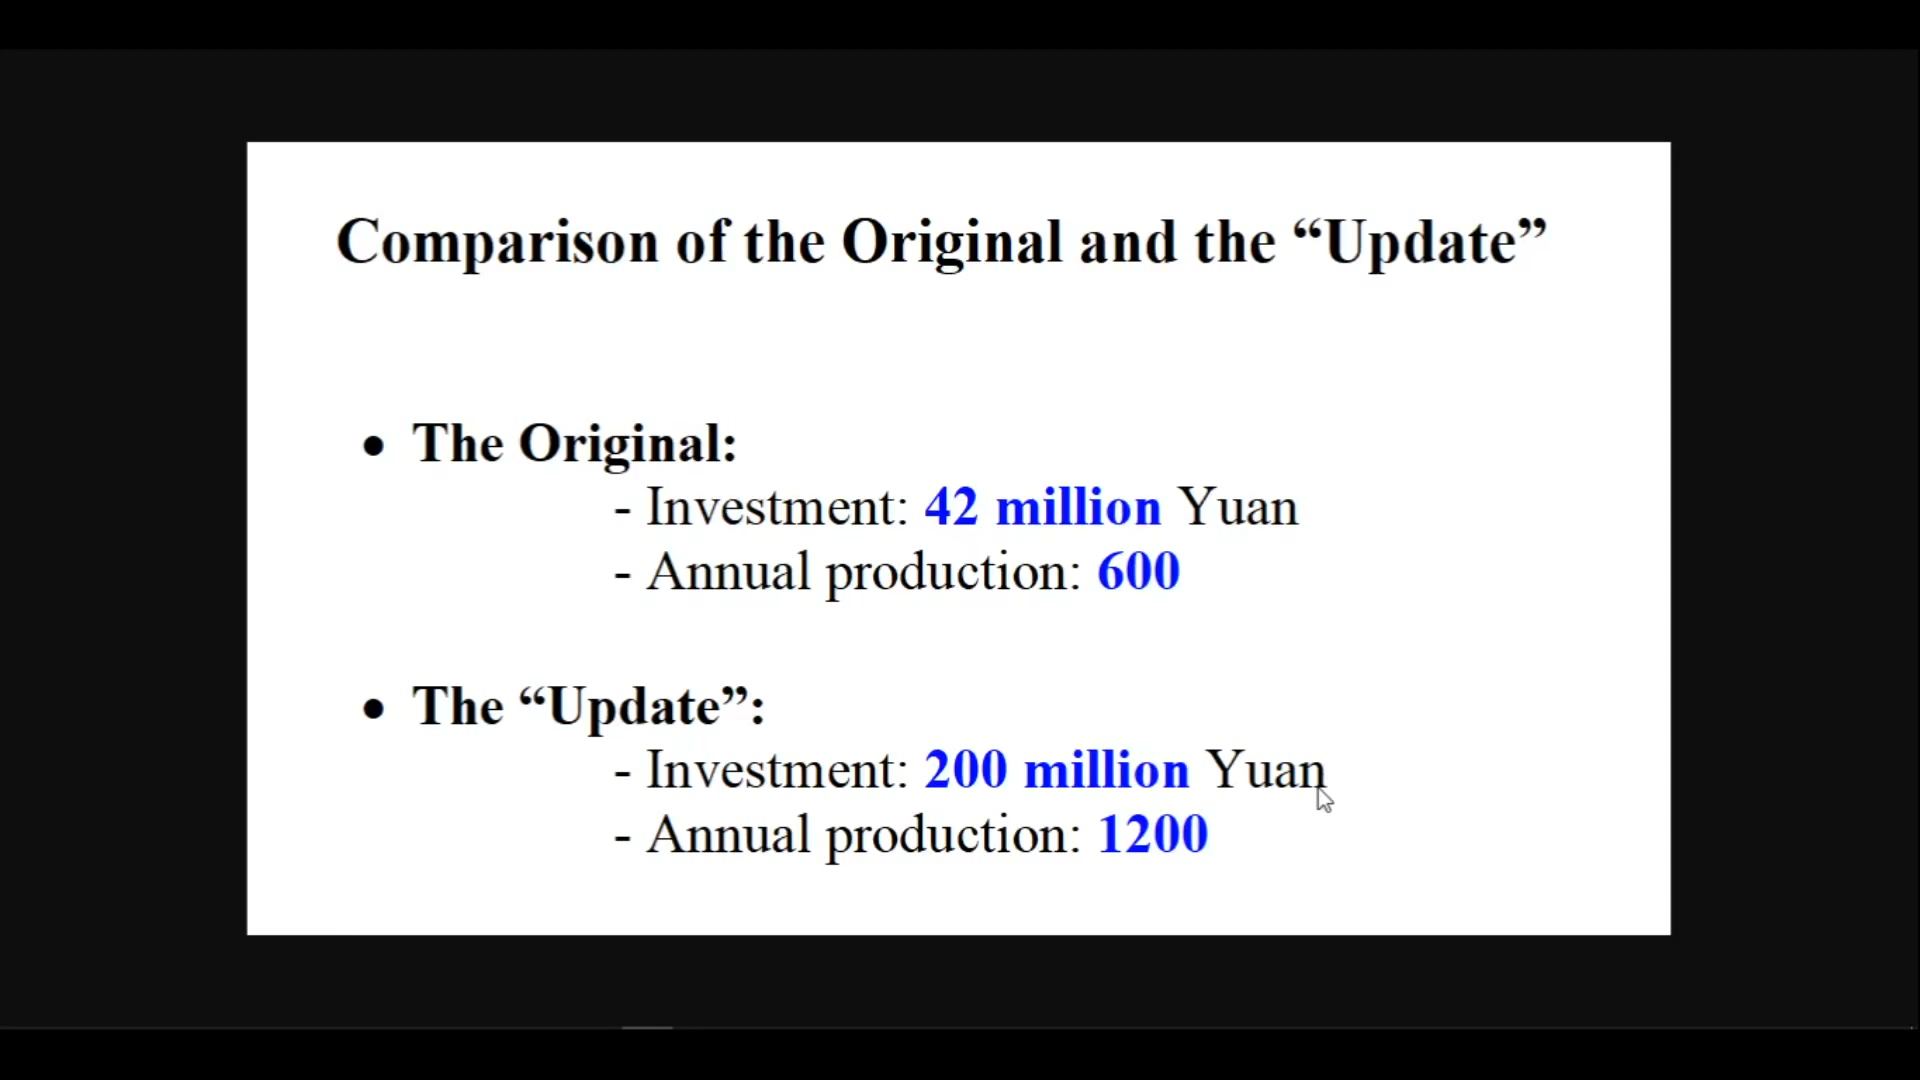 Comparison of the Original and the “Update”
• The Original:
- Investment: 42 million Yuan
- Annual production: 600
• The “Update”:
- Investment: 200 million Yuan
- Annual production: 1200